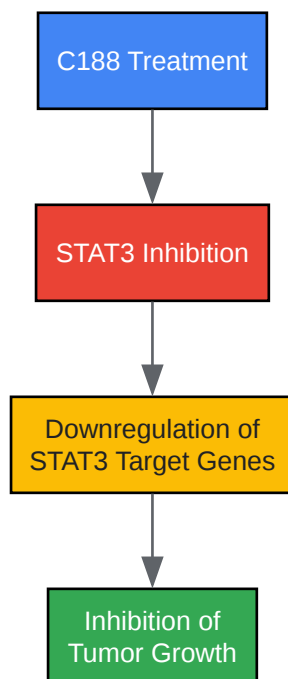 C188 Treatment
STAT3 Inhibition
Downregulation of
STAT3 Target Genes
Inhibition of
Tumor Growth